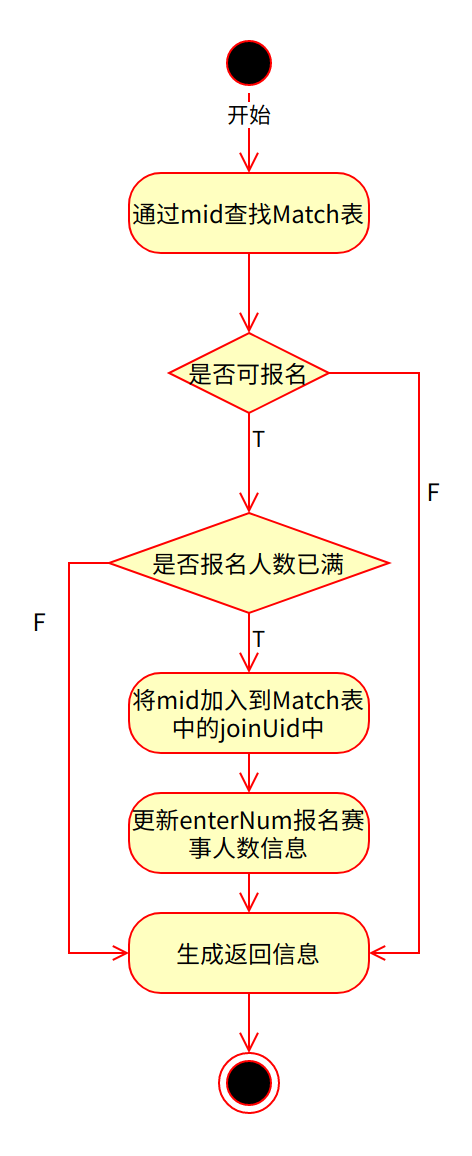 开始
通过mid查找Match表
是否可报名
T
F
是否报名人数已满
F
T
将mid加入到Match表
中的joinUid中
更新enterNum报名赛
事人数信息
生成返回信息